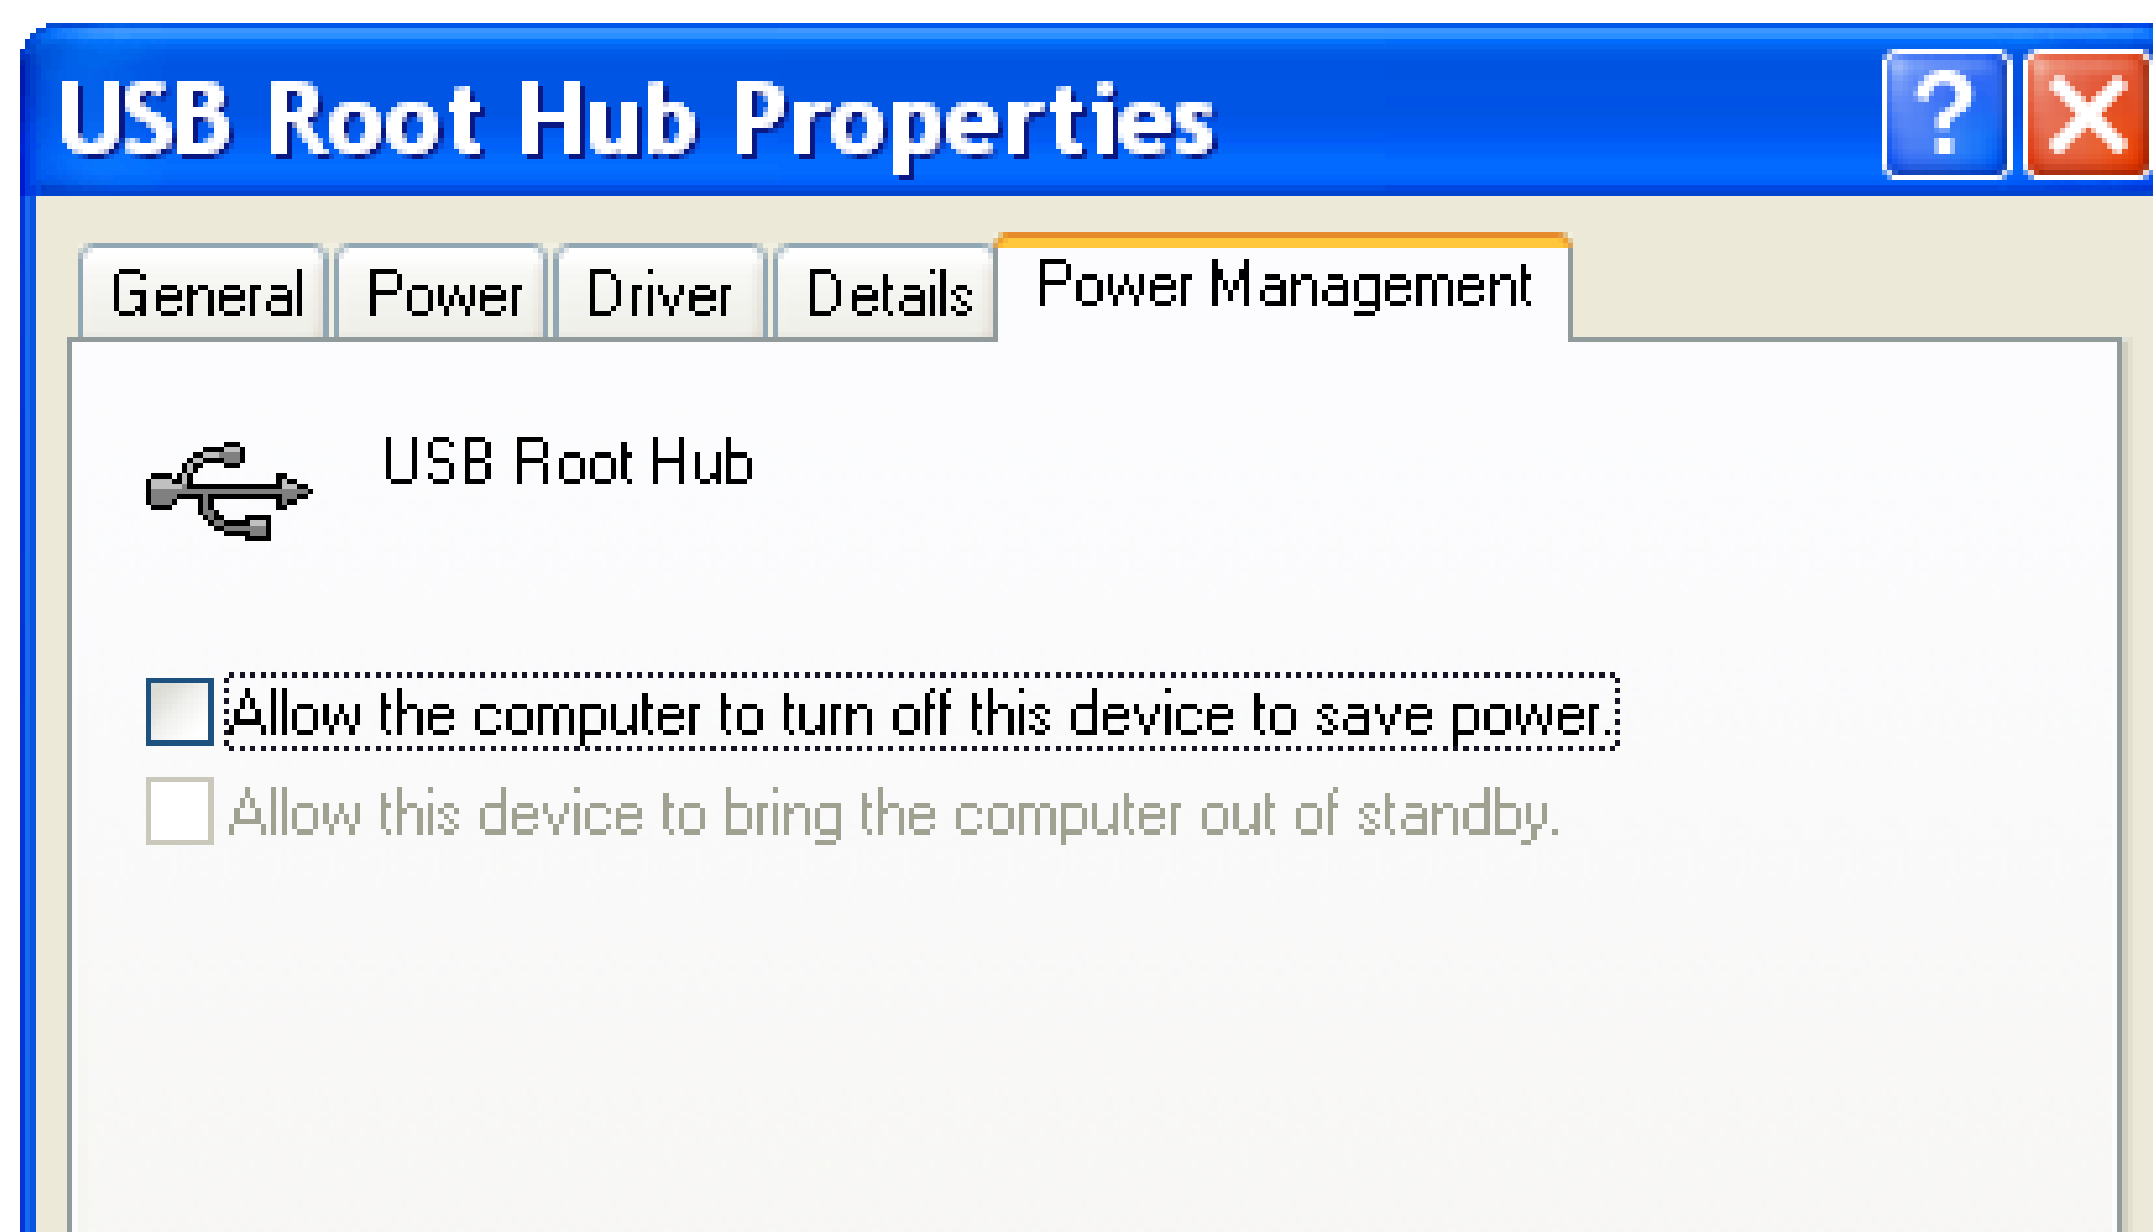 USB Root Hub Properties
General Power Driver Details Power Management
USB Root Hub
Allow the computer to turn off this device to save power.
Allow this device to bring the computer out of standby.